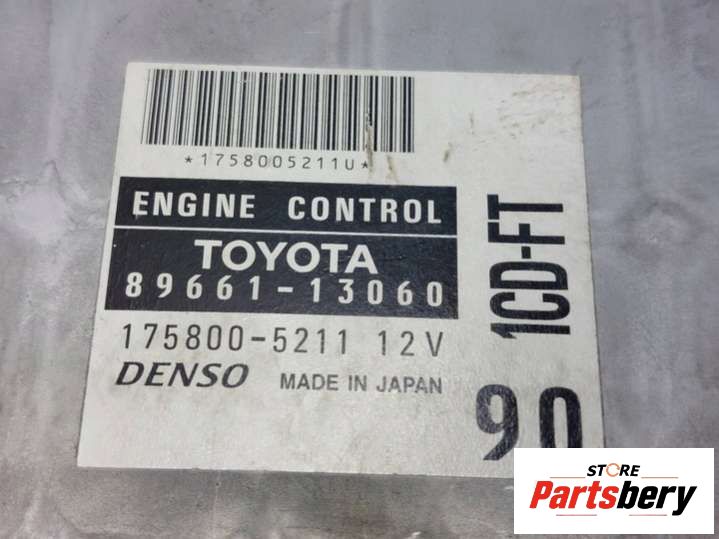 *1758005211U*
ENGINE CONTROL
TOYOTA
89661-13060
175800-5211 12V
DENSO MADE IN JAPAN
1CD-FT
90
STORE
Partsbery